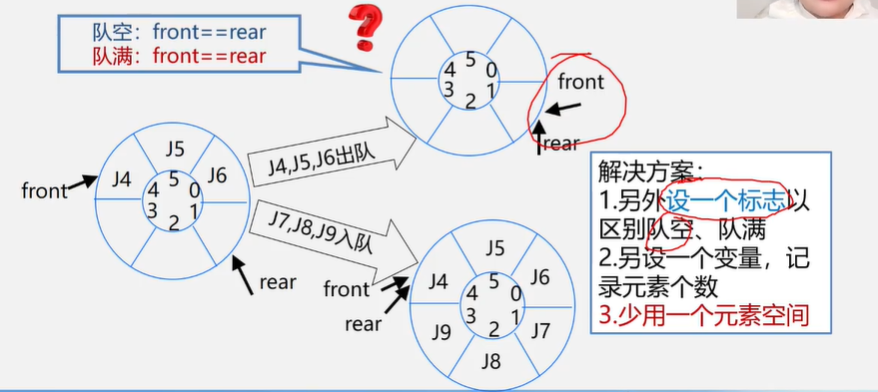 队空：front==rear
队满：front==rear
?
5
4
0
3
1
2
front
rear
J4,J5,J6出队
J5
J4
J6
5
4
0
3
1
2
front
rear
J7,J8,J9入队
J5
J4
J6
5
4
0
3
1
2
J9
J7
J8
front
rear
解决方案：
1.另外设一个标志以
区别队空、队满
2.另设一个变量，记
录元素个数
3.少用一个元素空间